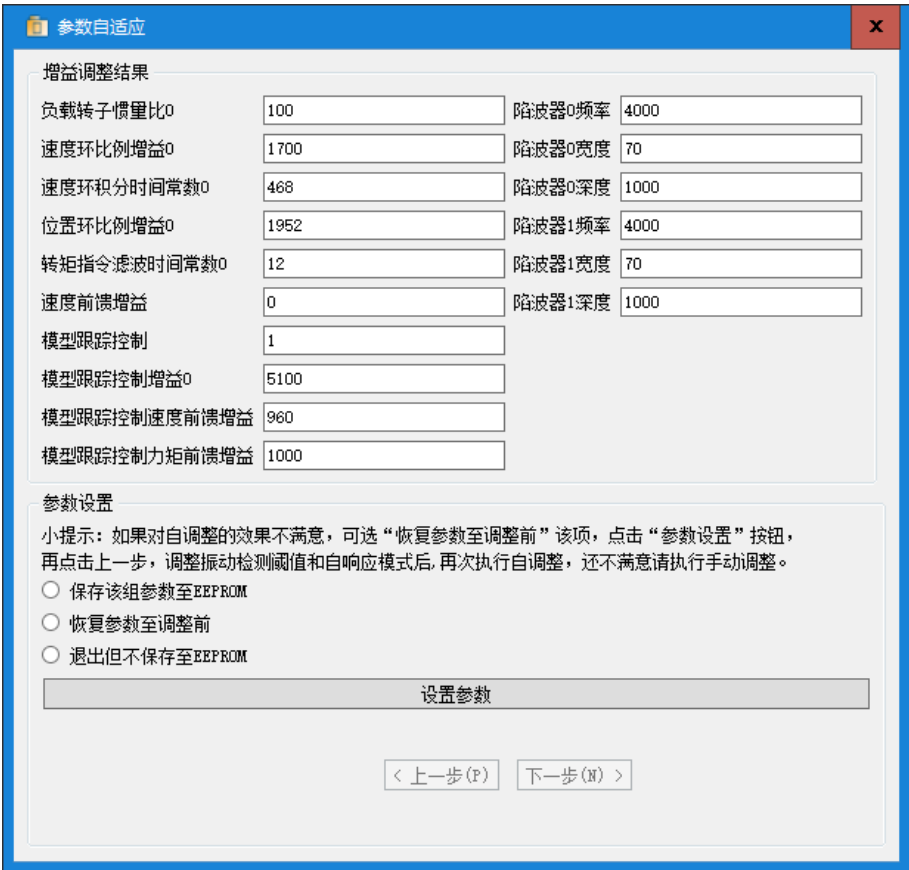 参数自适应
x
增益调整结果
负载转子惯量比0 100 陷波器0频率 4000
速度环比例增益0 1700 陷波器0宽度 70
速度环积分时间常数0 468 陷波器0深度 1000
位置环比例增益0 1952 陷波器1频率 4000
转矩指令滤波时间常数0 12 陷波器1宽度 70
速度前馈增益 0 陷波器1深度 1000
模型跟踪控制 1
模型跟踪控制增益0 5100
模型跟踪控制速度前馈增益 960
模型跟踪控制力矩前馈增益 1000
参数设置
小提示：如果对自调整的效果不满意，可选“恢复参数至调整前”该项，点击“参数设置”按钮，
再点击上一步，调整振动检测阈值和自响应模式后,再次执行自调整，还不满意请执行手动调整。
保存该组参数至EEPROM
恢复参数至调整前
退出但不保存至EEPROM
设置参数
< 上一步(P) 下一步(N) >